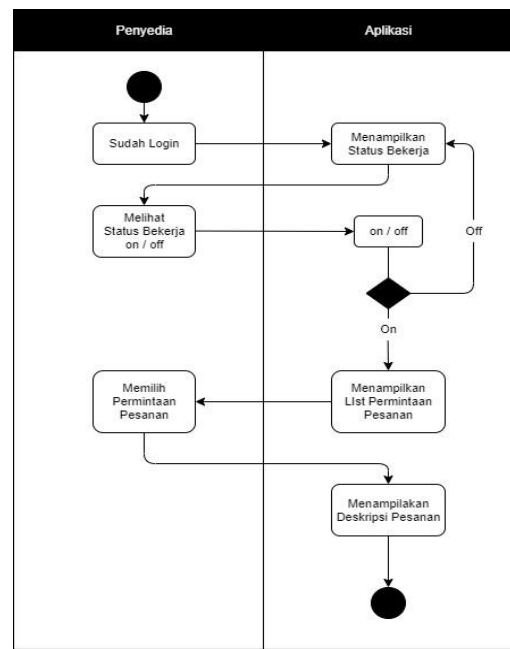 Penyedia
Aplikasi
Sudah Login
Menampilkan
Status Bekerja
Melihat
Status Bekerja
on / off
on / off
Off
On
Memilih
Permintaan
Pesanan
Menampilkan
LIst Permintaan
Pesanan
Menampilakan
Deskripsi Pesanan